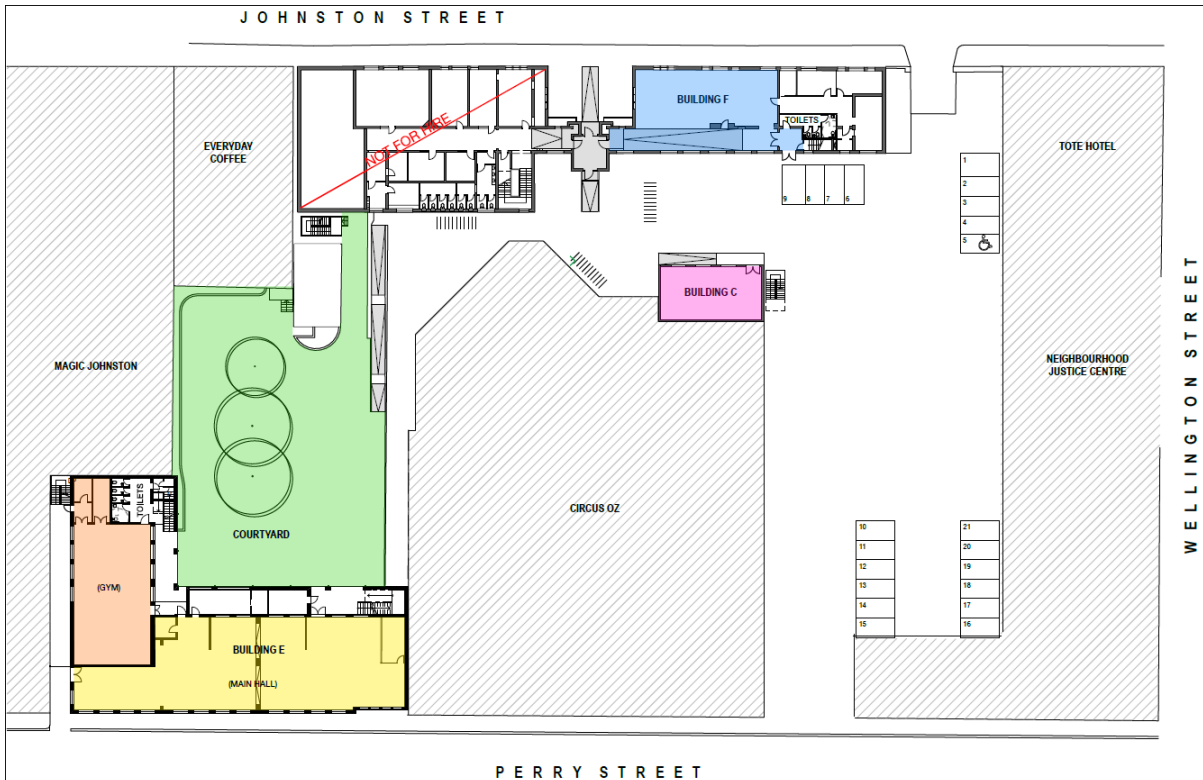 JOHNSTON STREET
BUILDING F
TOILETS
NOT FOR HIRE
EVERYDAY
COFFEE
TOTE HOTEL
1
2
3
4
5
9 8 7 6
BUILDING C
WELLINGTON STREET
MAGIC JOHNSTON
NEIGHBOURHOOD
JUSTICE CENTRE
TOILETS
CIRCUS OZ
COURTYARD
(GYM)
10
11
12
13
14
15
21
20
19
18
17
16
BUILDING E
(MAIN HALL)
PERRY STREET